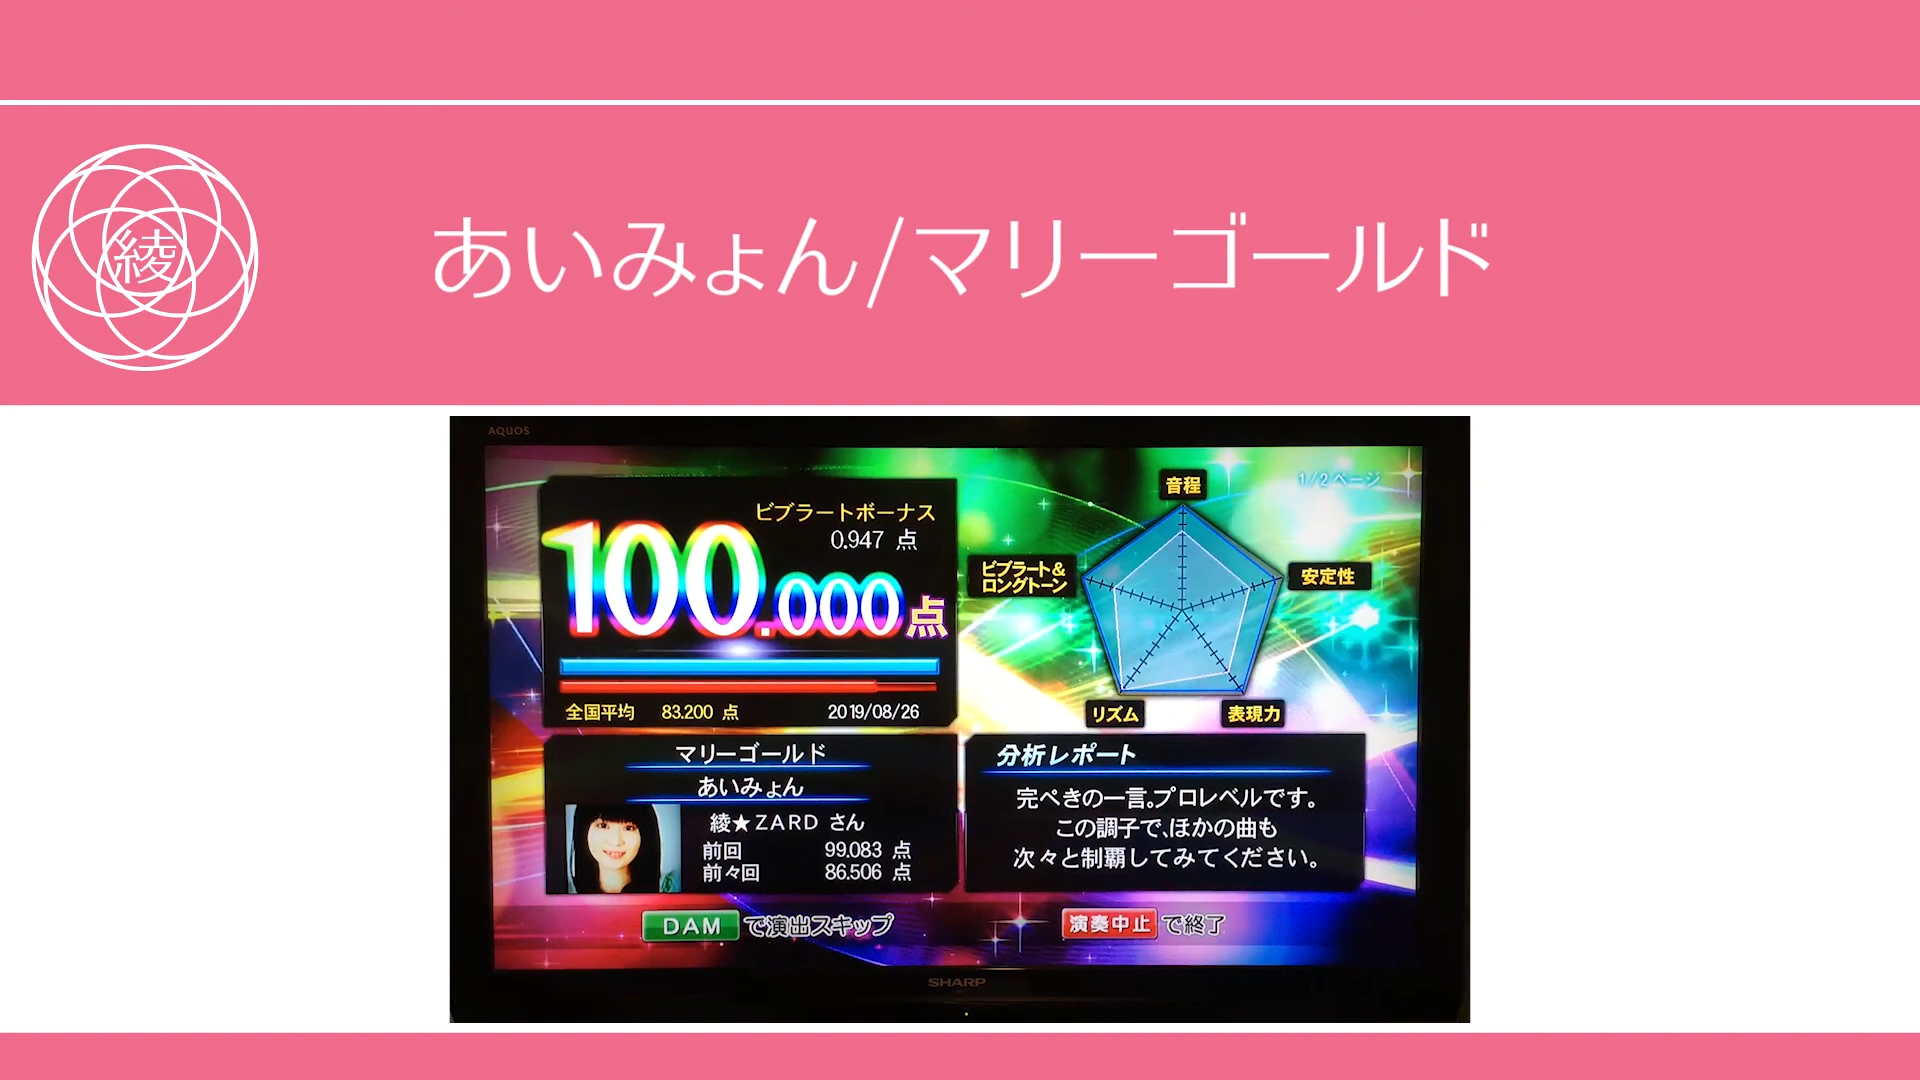 綾
あいみょん/マリーゴールド
AQUOS
1/2ページ
ビブラートボーナス
0.947 点
100.000点
全国平均 83.200 点 2019/08/26
音程
ビブラート&
ロングトーン
安定性
リズム
表現力
マリーゴールド
あいみょん
綾★ZARD さん
前回 99.083 点
前々回 86.506 点
分析レポート
完ぺきの一言。プロレベルです。
この調子で、ほかの曲も
次々と制覇してみてください。
DAM で演出スキップ
演奏中止 で終了
SHARP